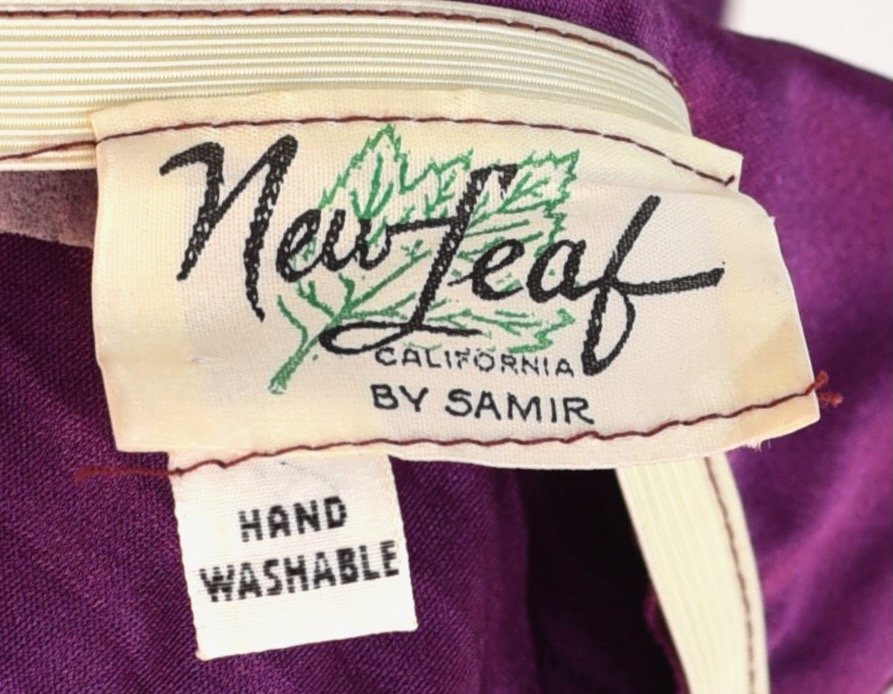 New Leaf
CALIFORNIA
BY SAMIR
HAND
WASHABLE